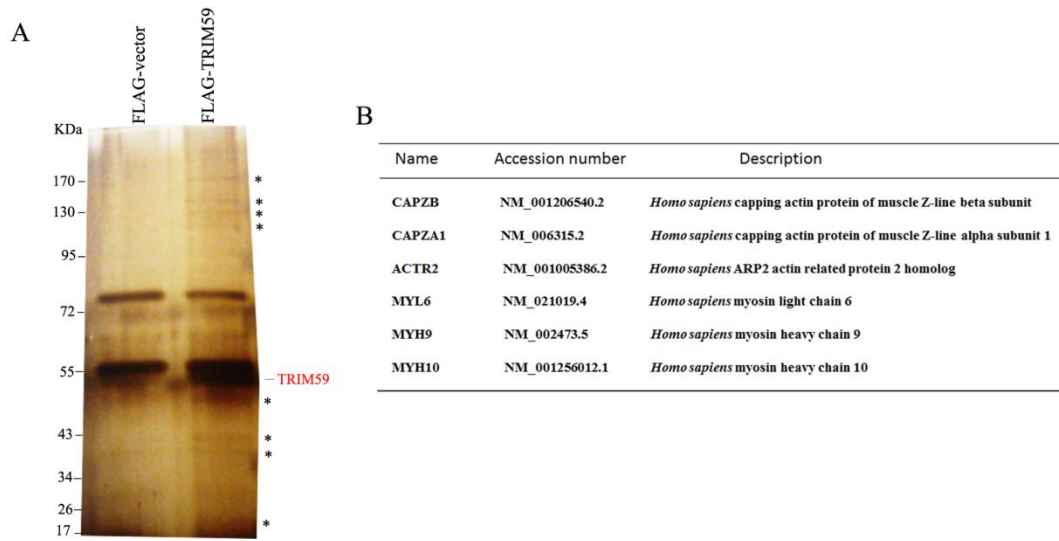 A
FLAG-vector
FLAG-TRIM59
KDa
170
130
95
72
55
43
34
26
17
*
*
*
*
TRIM59
*
*
*
*
B
Name Accession number Description
CAPZB NM_001206540.2 Homo sapiens capping actin protein of muscle Z-line beta subunit
CAPZA1 NM_006315.2 Homo sapiens capping actin protein of muscle Z-line alpha subunit 1
ACTR2 NM_001005386.2 Homo sapiens ARP2 actin related protein 2 homolog
MYL6 NM_021019.4 Homo sapiens myosin light chain 6
MYH9 NM_002473.5 Homo sapiens myosin heavy chain 9
MYH10 NM_001256012.1 Homo sapiens myosin heavy chain 10